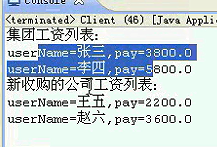 Console
<terminated> Client (46) [Java Applic
集团工资列表:
userName=张三,pay=3800.0
userName=李四,pay=5800.0
新收购的公司工资列表:
userName=王五,pay=2200.0
userName=赵六,pay=3600.0